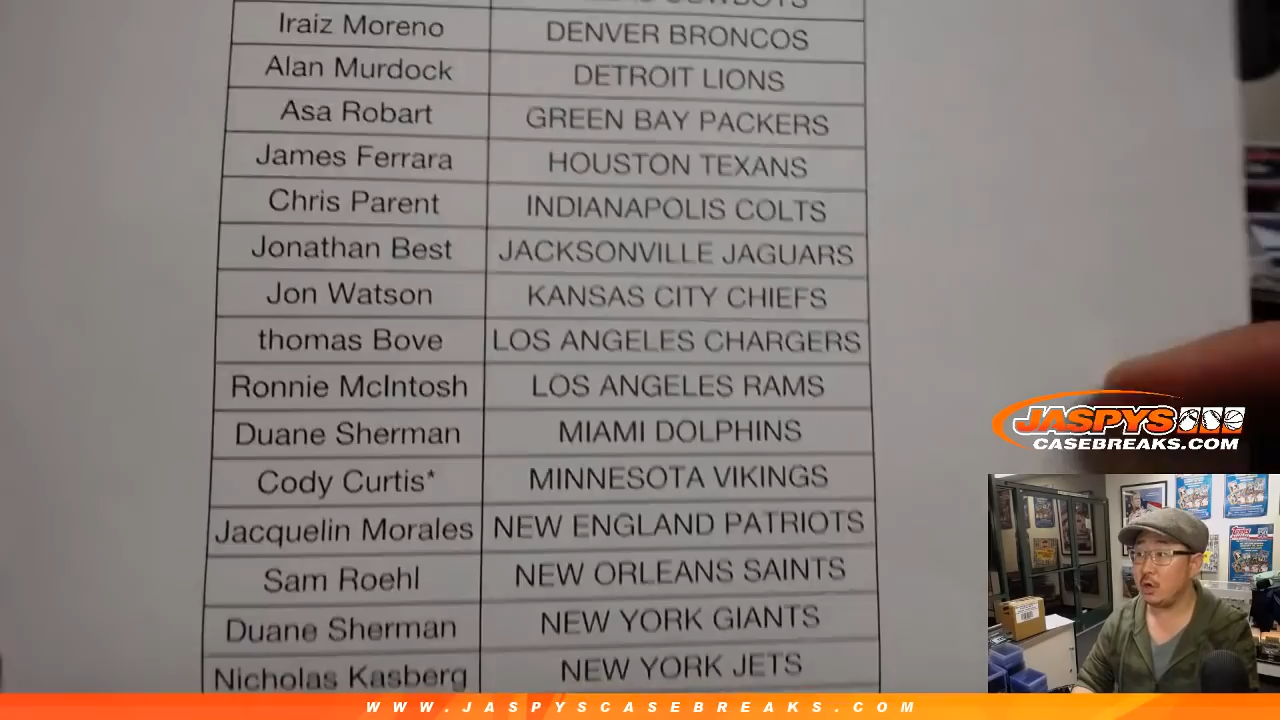 COWBOYS
Iraiz Moreno DENVER BRONCOS
Alan Murdock DETROIT LIONS
Asa Robart GREEN BAY PACKERS
James Ferrara HOUSTON TEXANS
Chris Parent INDIANAPOLIS COLTS
Jonathan Best JACKSONVILLE JAGUARS
Jon Watson KANSAS CITY CHIEFS
thomas Bove LOS ANGELES CHARGERS
Ronnie McIntosh LOS ANGELES RAMS
Duane Sherman MIAMI DOLPHINS
Cody Curtis* MINNESOTA VIKINGS
Jacquelin Morales NEW ENGLAND PATRIOTS
Sam Roehl NEW ORLEANS SAINTS
Duane Sherman NEW YORK GIANTS
Nicholas Kasberg NEW YORK JETS
JASPYS
CASEBREAKS.COM
WWW.JASPYSCASEBREAKS.COM